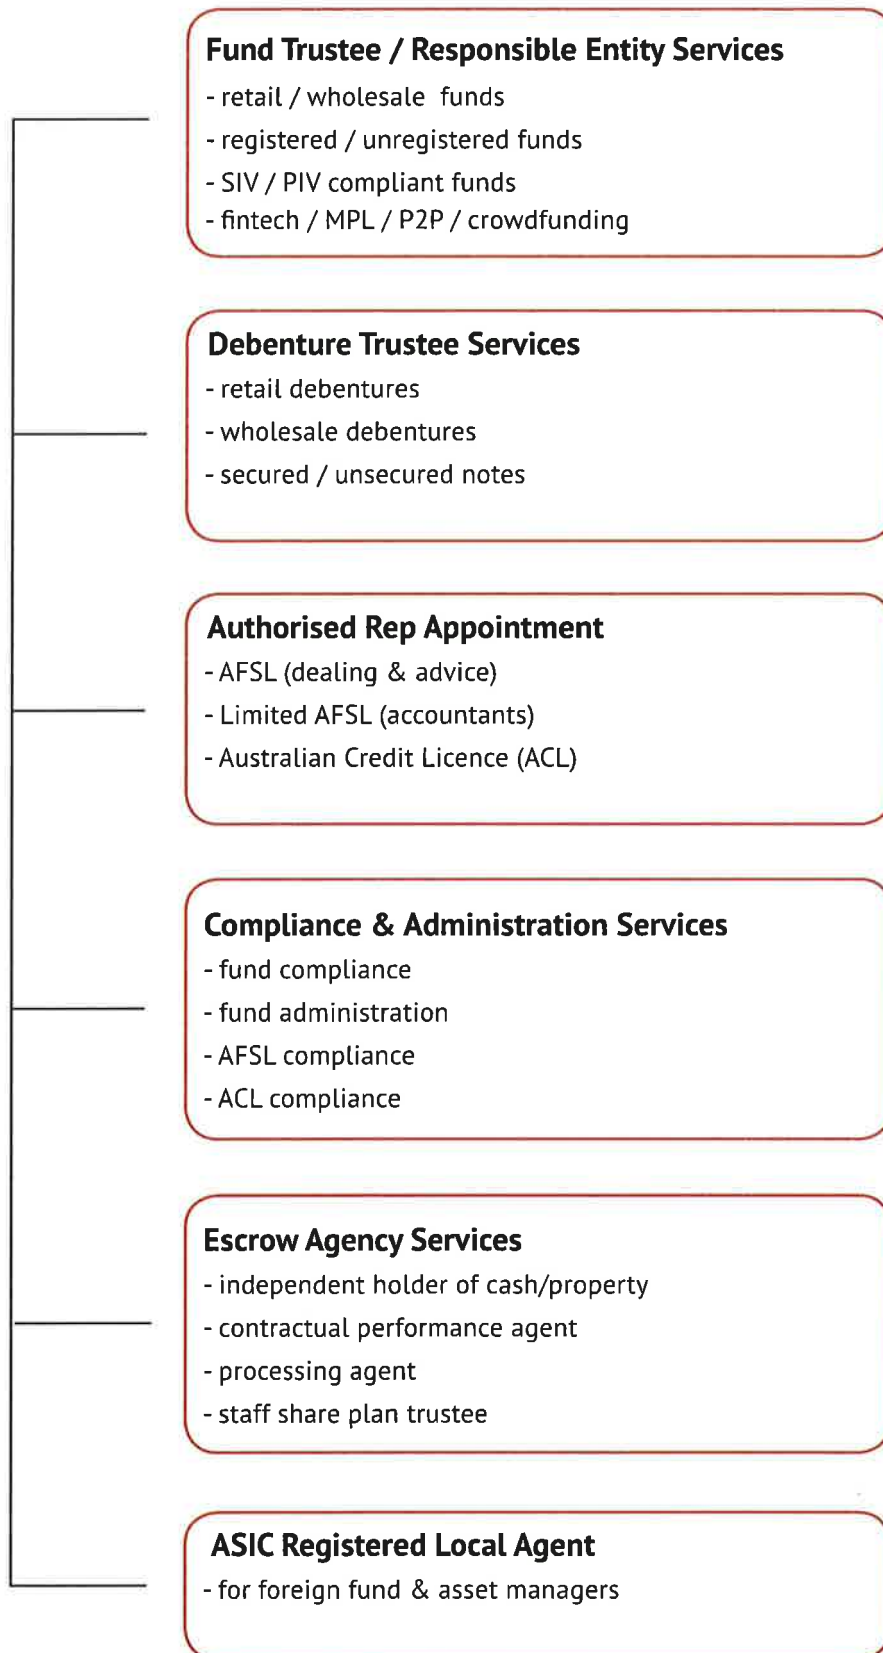 Fund Trustee / Responsible Entity Services
- retail / wholesale funds
- registered / unregistered funds
- SIV / PIV compliant funds
- fintech / MPL / P2P / crowdfunding
Debenture Trustee Services
- retail debentures
- wholesale debentures
- secured / unsecured notes
Authorised Rep Appointment
- AFSL (dealing & advice)
- Limited AFSL (accountants)
- Australian Credit Licence (ACL)
Compliance & Administration Services
- fund compliance
- fund administration
- AFSL compliance
- ACL compliance
Escrow Agency Services
- independent holder of cash/property
- contractual performance agent
- processing agent
- staff share plan trustee
ASIC Registered Local Agent
- for foreign fund & asset managers